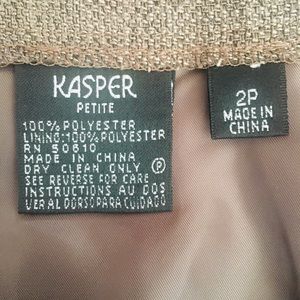 KASPER
PETITE
100% POLYESTER
LINING:100% POLYESTER
RN 50610
MADE IN CHINA
DRY CLEAN ONLY P
SEE REVERSE FOR CARE
INSTRUCTIONS AU DOS
VER AL DORSO PARA CUIDADO
2P
MADE IN
CHINA